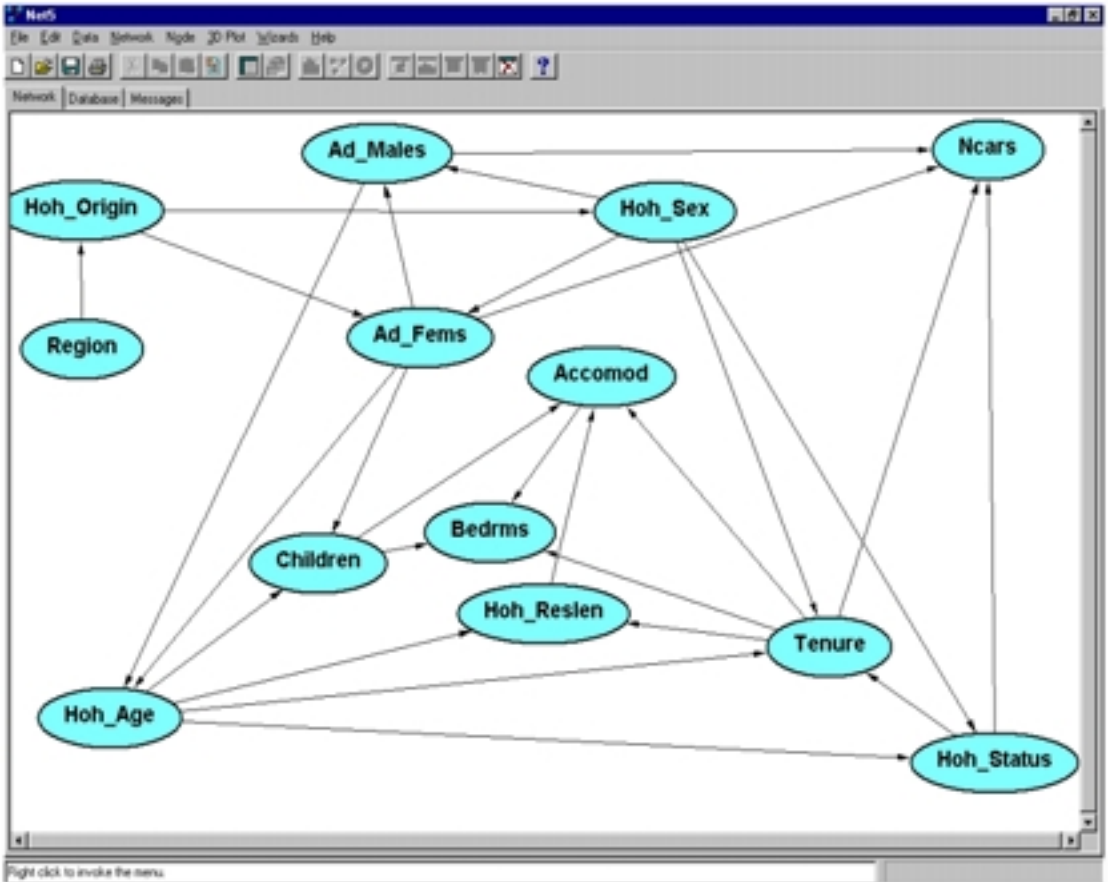 Net5
File Edit Data Network Node 3D Plot Wizards Help
Network Database Messages
Ad_Males
Ncars
Hoh_Origin
Hoh_Sex
Ad_Fems
Region
Accomod
Bedrms
Children
Hoh_Reslen
Tenure
Hoh_Age
Hoh_Status
Right click to invoke the menu.